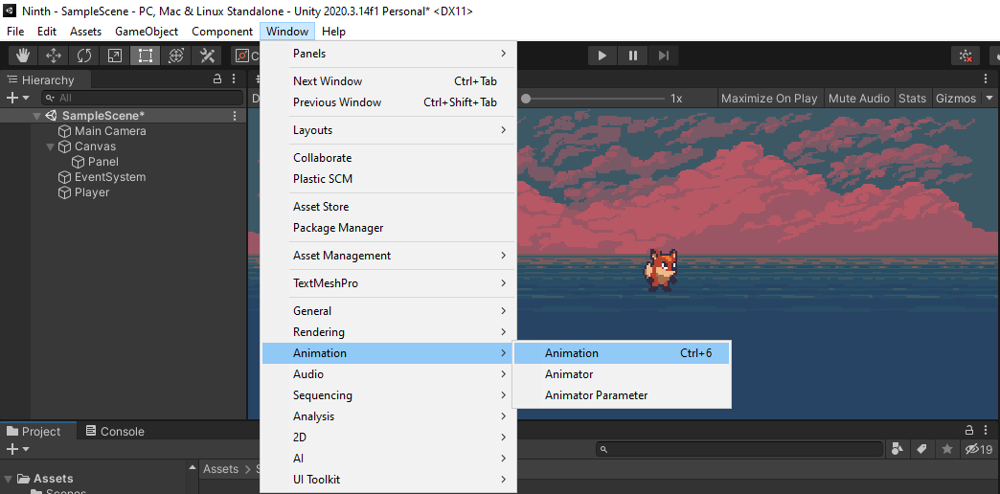 Ninth - SampleScene - PC, Mac & Linux Standalone - Unity 2020.3.14f1 Personal* <DX11>
File Edit Assets GameObject Component Window Help
Hierarchy
All
SampleScene*
Main Camera
Canvas
Panel
EventSystem
Player
Panels
Next Window Ctrl+Tab
Previous Window Ctrl+Shift+Tab
Layouts
Collaborate
Plastic SCM
Asset Store
Package Manager
Asset Management
TextMeshPro
General
Rendering
Animation
Audio
Sequencing
Analysis
2D
AI
UI Toolkit
Animation Ctrl+6
Animator
Animator Parameter
1x Maximize On Play Mute Audio Stats Gizmos
Project Console
19
Assets
Scenes
Assets >